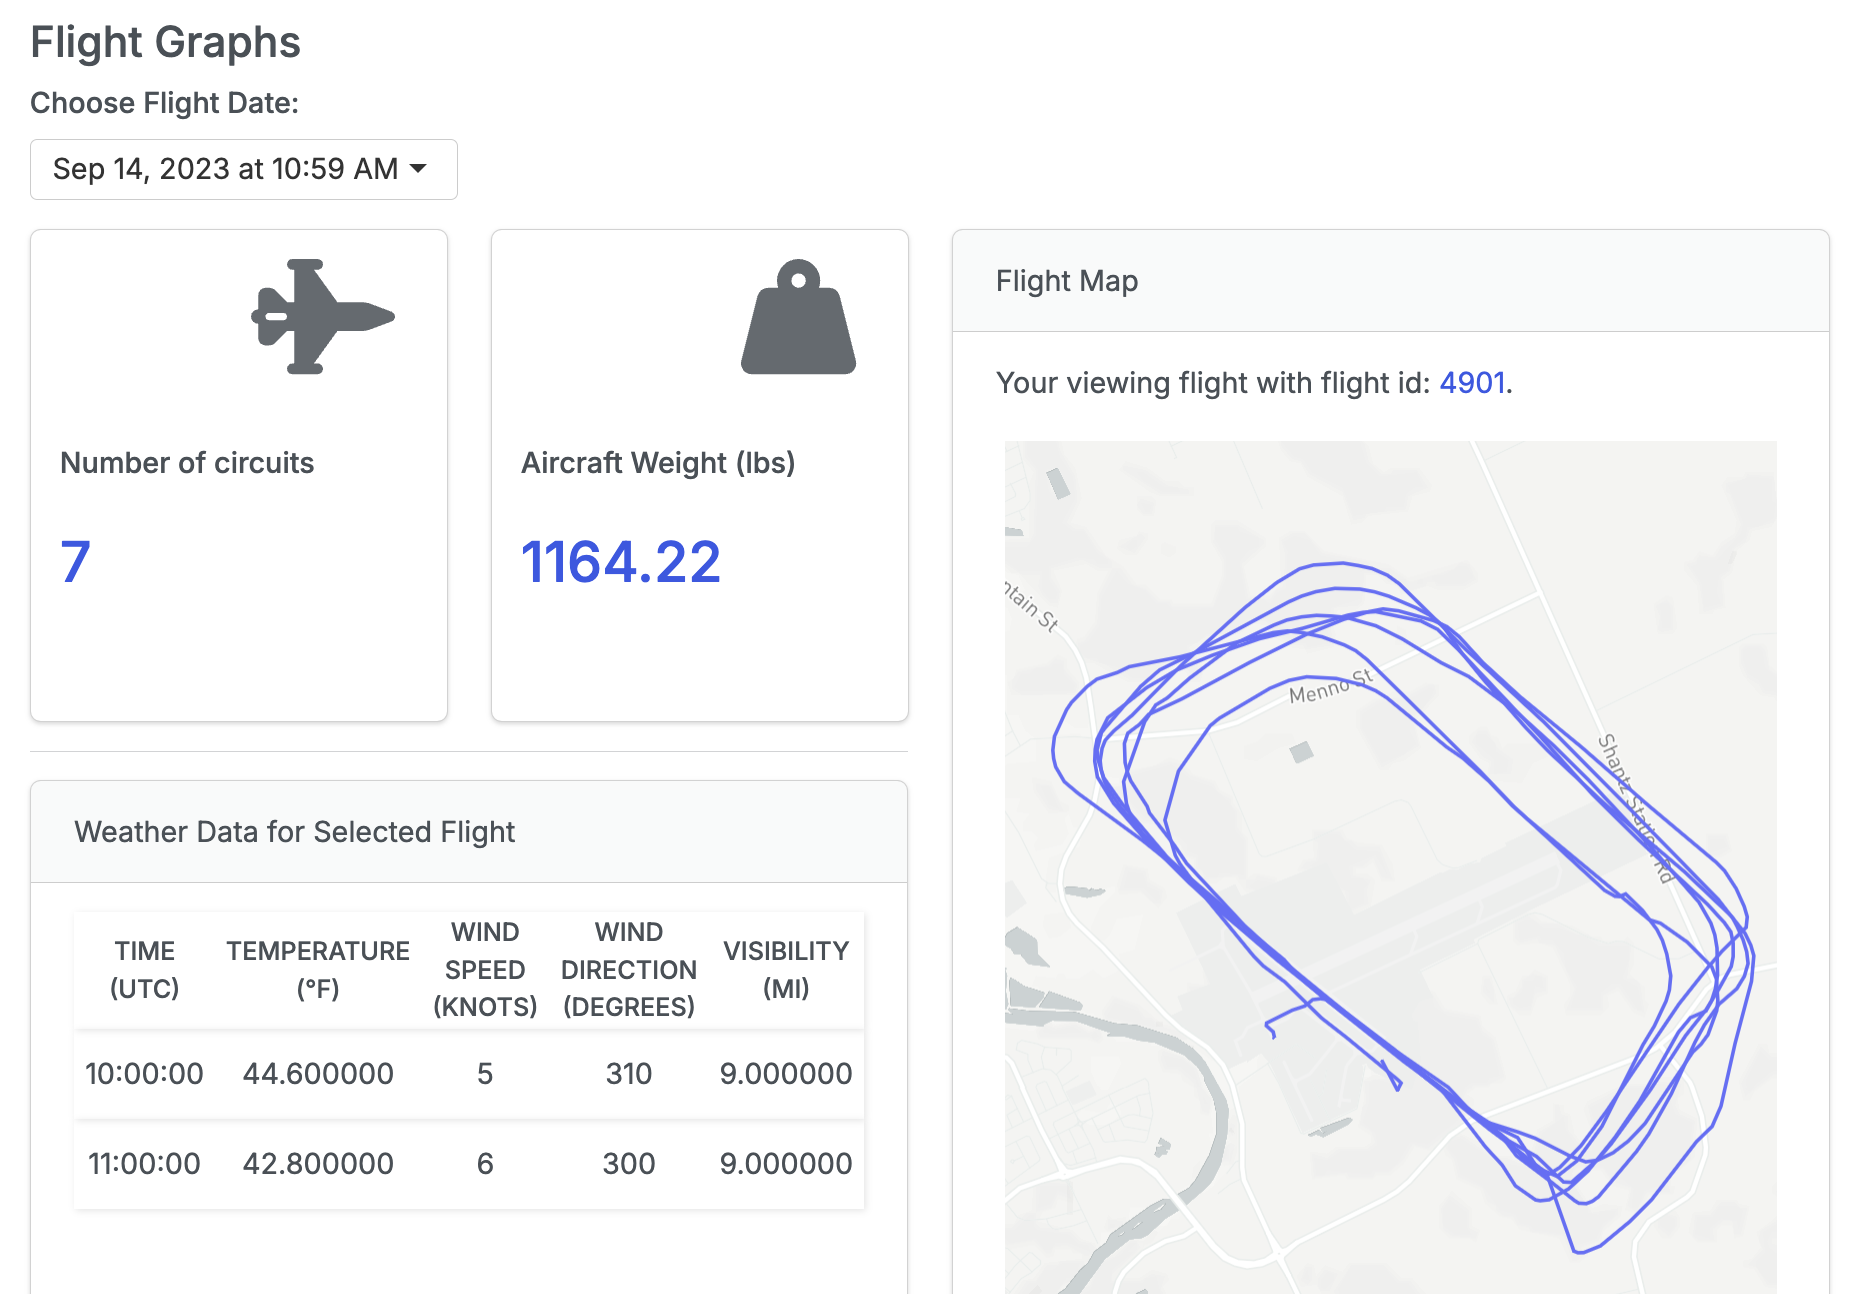 Flight Graphs
Choose Flight Date:
Sep 14, 2023 at 10:59 AM
Number of circuits
7
Aircraft Weight (lbs)
1164.22
Weather Data for Selected Flight
TIME (UTC) TEMPERATURE (°F) WIND SPEED (KNOTS) WIND DIRECTION (DEGREES) VISIBILITY (MI)
10:00:00 44.600000 5 310 9.000000
11:00:00 42.800000 6 300 9.000000
Flight Map
Your viewing flight with flight id: 4901.
ntain St
Menno St
Shantz Station Rd